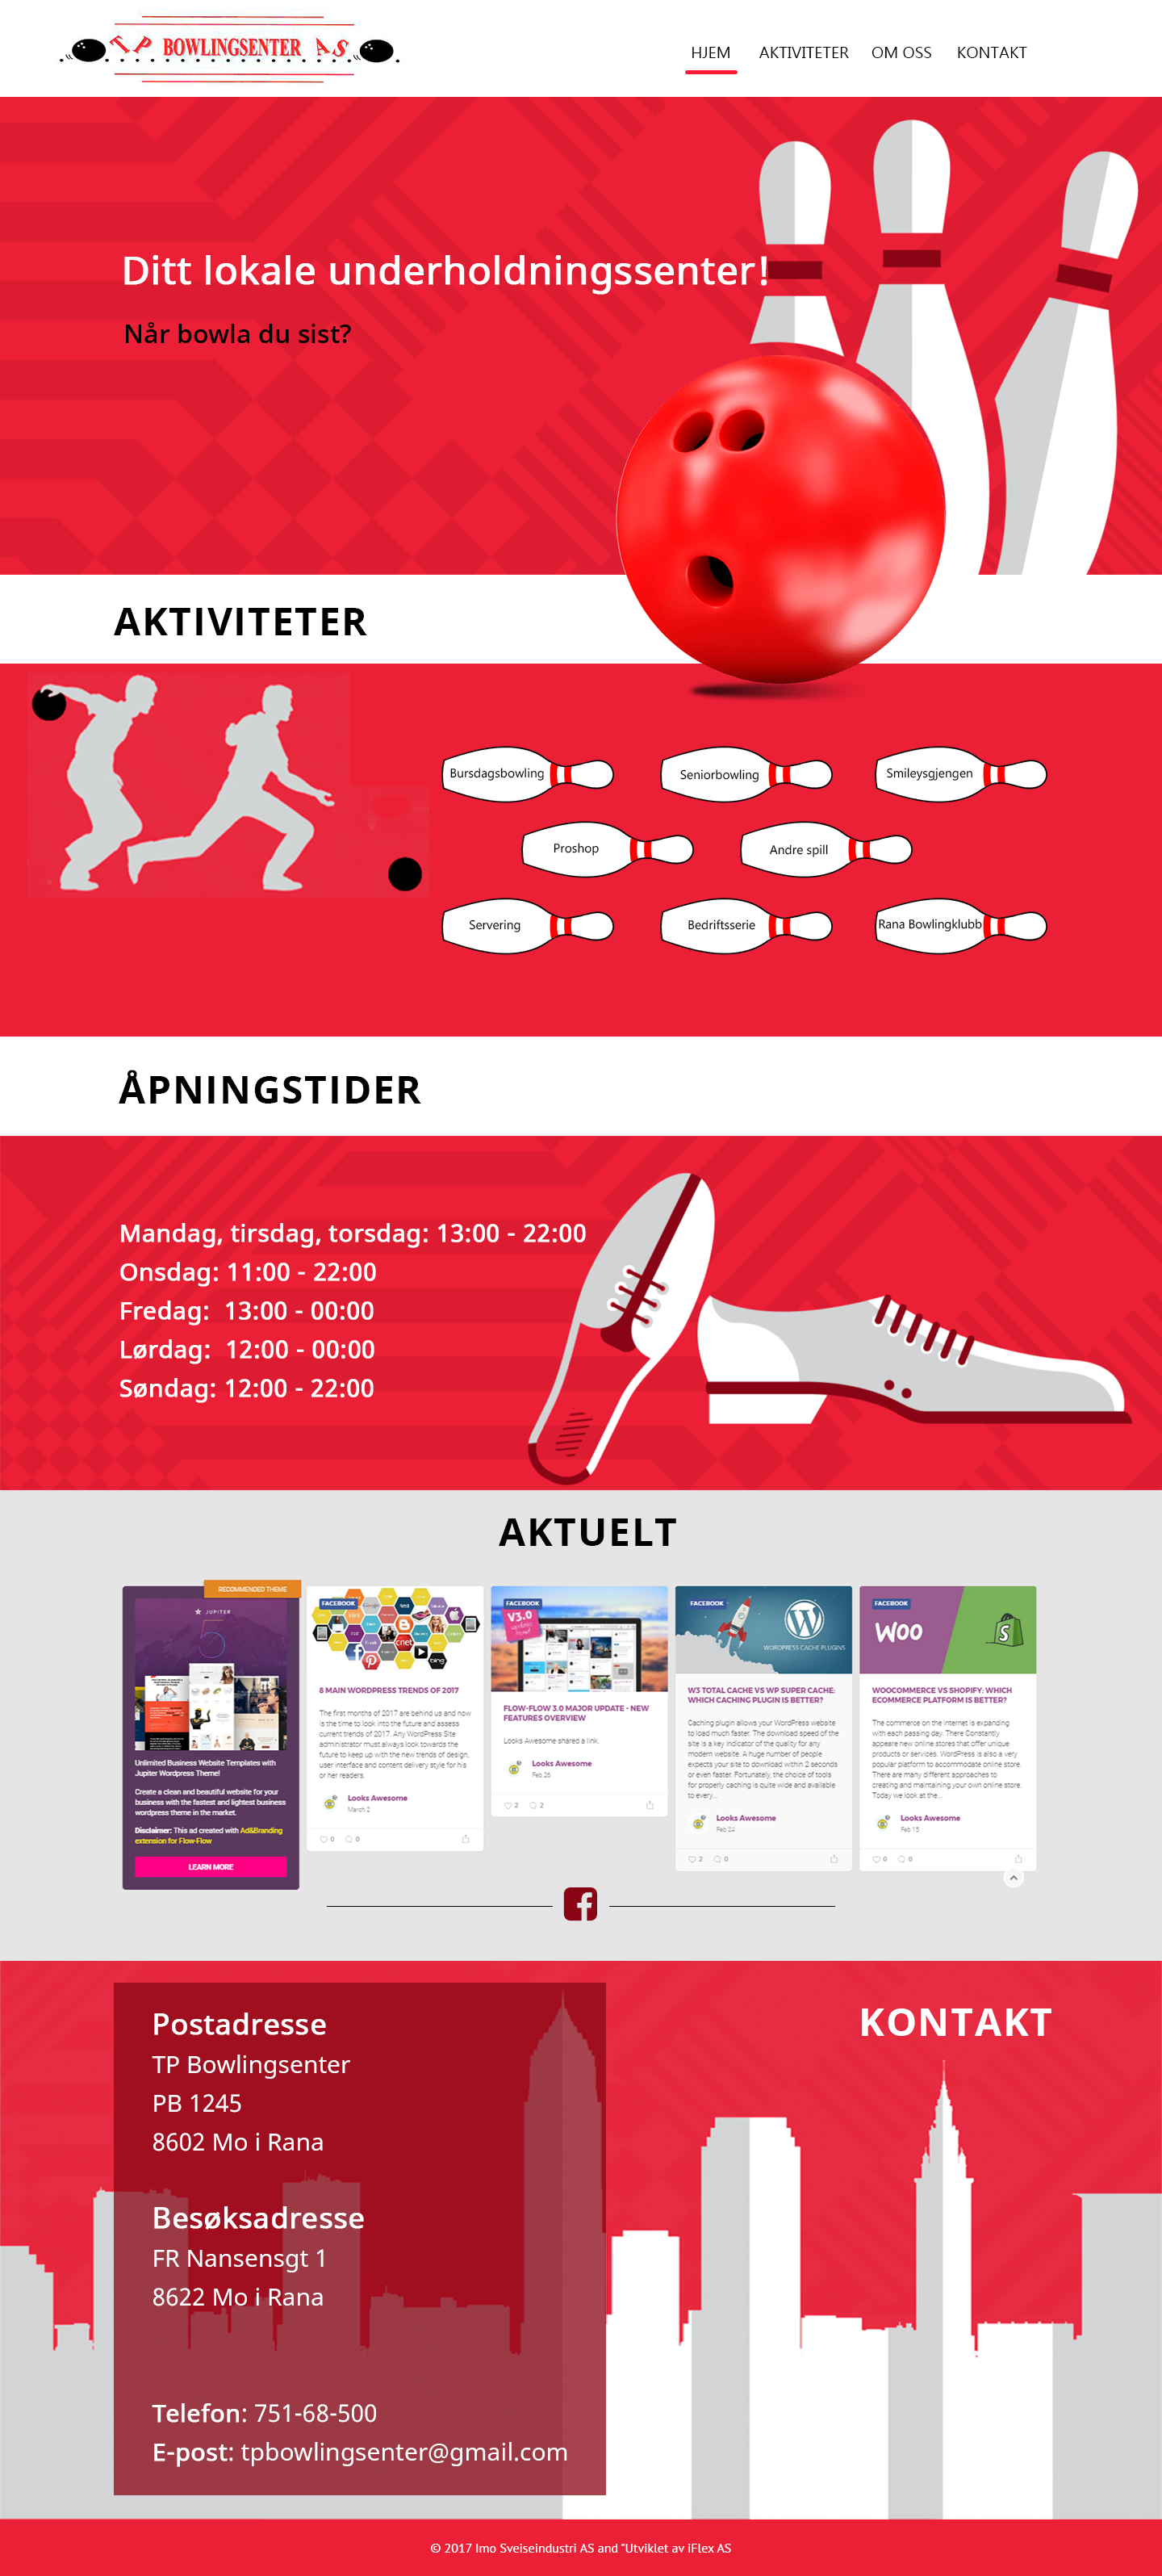 TP BOWLINGSENTER AS
HJEM AKTIVITETER OM OSS KONTAKT
Ditt lokale underholdningssenter!
Når bowla du sist?
AKTIVITETER
Bursdagsbowling
Seniorbowling
Smileysgjengen
Proshop
Andre spill
Servering
Bedriftsserie
Rana Bowlingklubb
ÅPNINGSTIDER
Mandag, tirsdag, torsdag: 13:00 - 22:00
Onsdag: 11:00 - 22:00
Fredag: 13:00 - 00:00
Lørdag: 12:00 - 00:00
Søndag: 12:00 - 22:00
AKTUELT
RECOMMENDED THEME
JUPITER
5
Unlimited Business Website Templates with
Jupiter Wordpress Theme!
Create a clean and beautiful website for your
business with the fastest and lightest business
wordpress theme in the market.
Disclaimer: This ad created with Ad&Branding
extension for Flow-Flow
LEARN MORE
FACEBOOK
Google
cnet
bing
8 MAIN WORDPRESS TRENDS OF 2017
The first months of 2017 are behind us and now
is the time to look into the future and assess
current trends of 2017. Any WordPress Site
administrator must always look towards the
future to keep up with the new trends of design,
user interface and content delivery style for his
or her readers.
Looks Awesome
March 2
0 0
FACEBOOK
V3.0
FLOW-FLOW 3.0 MAJOR UPDATE - NEW
FEATURES OVERVIEW
Looks Awesome shared a link.
Looks Awesome
Feb 26
2 2
FACEBOOK
WORDPRESS CACHE PLUGINS
W3 TOTAL CACHE VS WP SUPER CACHE:
WHICH CACHING PLUGIN IS BETTER?
Caching plugin allows your WordPress website
to load much faster. The download speed of the
site is a key indicator of the quality for any
modern website. A huge number of people
expects your site to download within 2 seconds
or even faster. Fortunately, the choice of tools
for properly caching is quite wide and available
to every...
Looks Awesome
Feb 24
2 0
FACEBOOK
WOO
S
WOOCOMMERCE VS SHOPIFY: WHICH
ECOMMERCE PLATFORM IS BETTER?
The commerce on the internet is expanding
with each passing day. There Constantly
appeare new online stores that offer unique
products or services. WordPress is also a very
popular platform to accommodate online store.
There are many different approaches to
creating and maintaining your own online store.
Today we look at the...
Looks Awesome
Feb 15
0 0
KONTAKT
Postadresse
TP Bowlingsenter
PB 1245
8602 Mo i Rana
Besøksadresse
FR Nansensgt 1
8622 Mo i Rana
Telefon: 751-68-500
E-post: tpbowlingsenter@gmail.com
© 2017 Imo Sveiseindustri AS and "Utviklet av iFlex AS